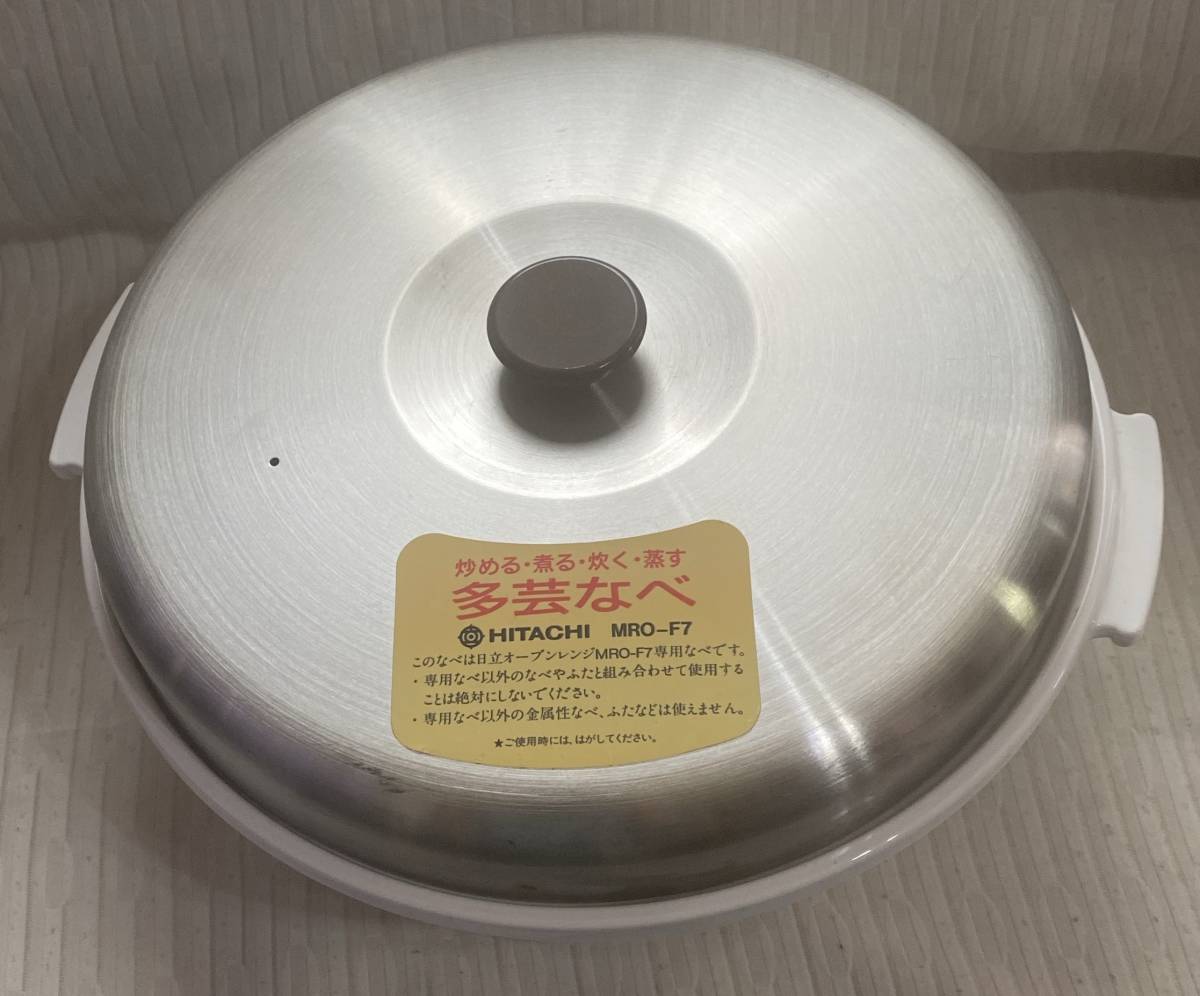 炒める・煮る・炊く・蒸す
多芸なべ
HITACHI MRO-F7
このなべは日立オーブンレンジMRO-F7専用なべです。
・専用なべ以外のなべやふたと組み合わせて使用する
ことは絶対にしないでください。
・専用なべ以外の金属性なべ、ふたなどは使えません。
★ご使用時には、はがしてください。